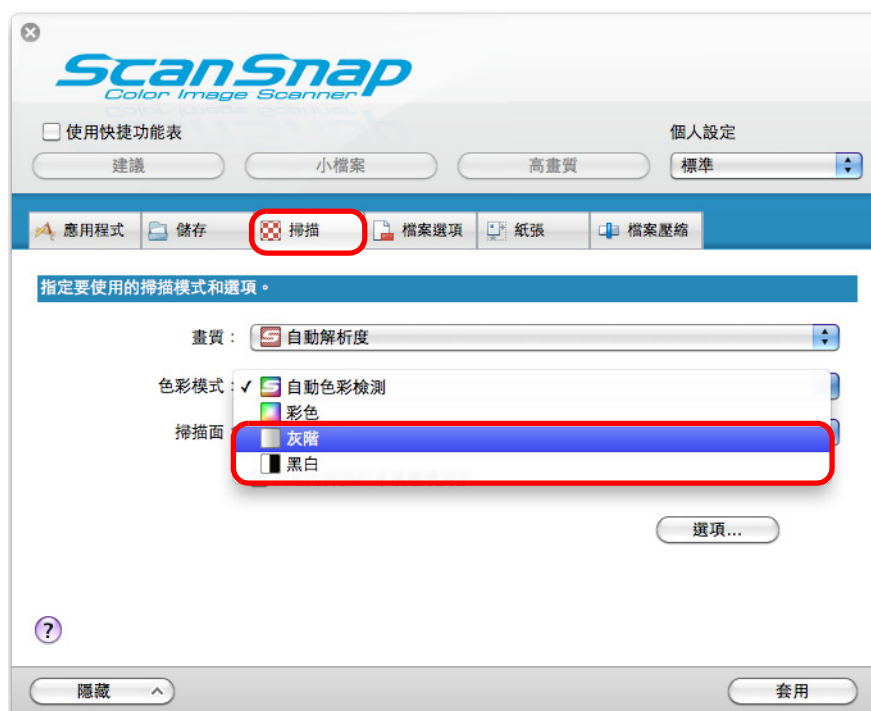 ScanSnap
Color Image Scanner
使用快捷功能表
個人設定
建議 小檔案 高畫質 標準
應用程式 儲存 掃描 檔案選項 紙張 檔案壓縮
指定要使用的掃描模式和選項。
畫質： 自動解析度
色彩模式： ✓ 自動色彩檢測
彩色
掃描面： 灰階
黑白
選項...
?
隱藏 套用